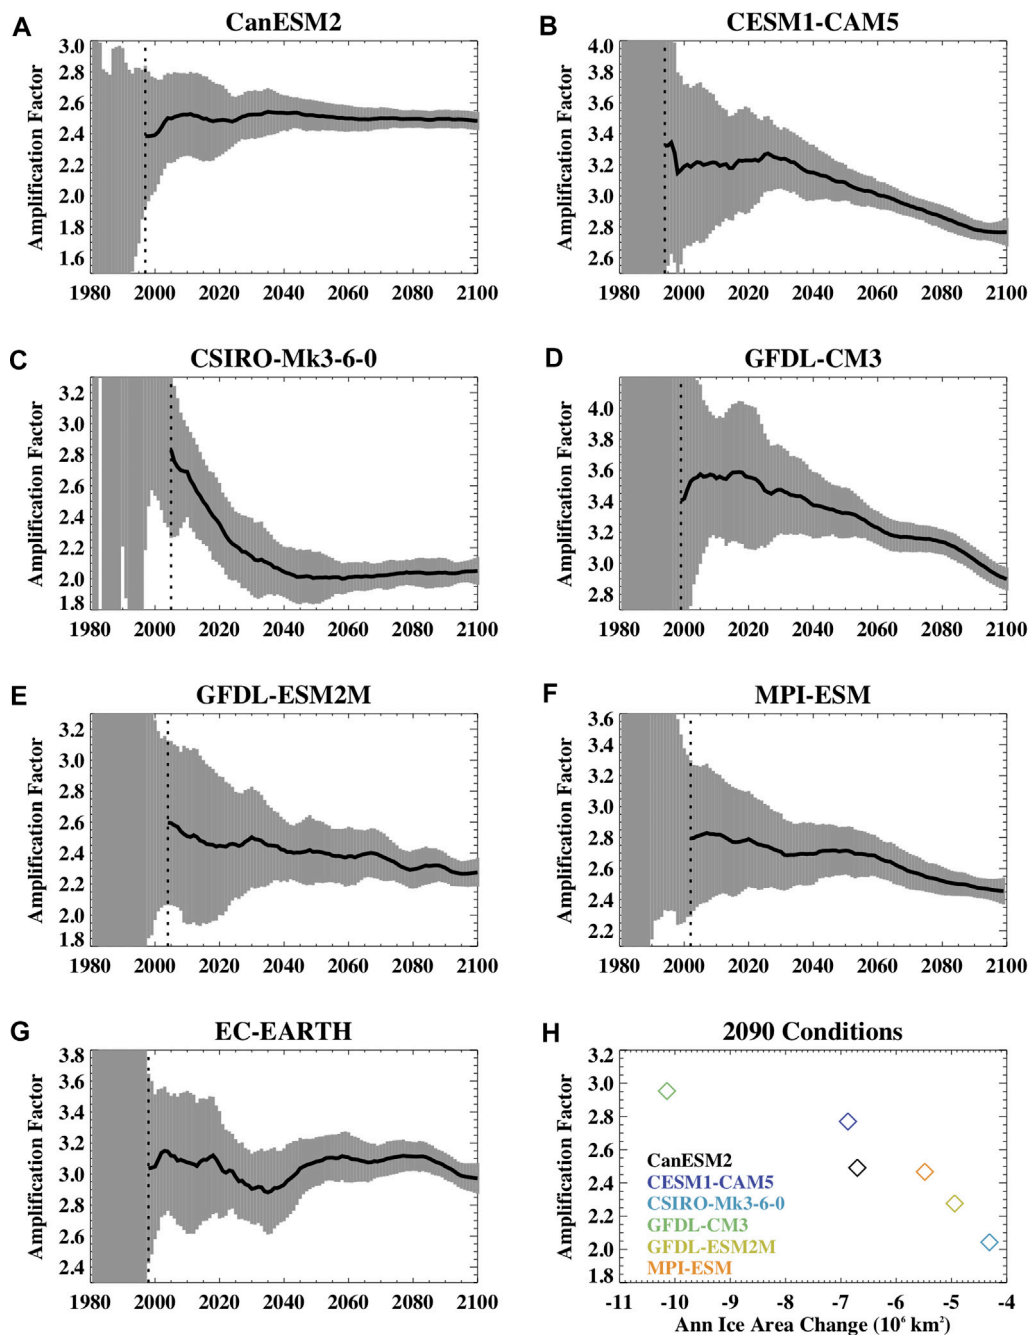 A
CanESM2
Amplification Factor
3.0
2.8
2.6
2.4
2.2
2.0
1.8
1.6
1980 2000 2020 2040 2060 2080 2100
B
CESM1-CAM5
Amplification Factor
4.0
3.8
3.6
3.4
3.2
3.0
2.8
2.6
1980 2000 2020 2040 2060 2080 2100
C
CSIRO-Mk3-6-0
Amplification Factor
3.2
3.0
2.8
2.6
2.4
2.2
2.0
1.8
1980 2000 2020 2040 2060 2080 2100
D
GFDL-CM3
Amplification Factor
4.0
3.8
3.6
3.4
3.2
3.0
2.8
1980 2000 2020 2040 2060 2080 2100
E
GFDL-ESM2M
Amplification Factor
3.2
3.0
2.8
2.6
2.4
2.2
2.0
1.8
1980 2000 2020 2040 2060 2080 2100
F
MPI-ESM
Amplification Factor
3.6
3.4
3.2
3.0
2.8
2.6
2.4
2.2
1980 2000 2020 2040 2060 2080 2100
G
EC-EARTH
Amplification Factor
3.8
3.6
3.4
3.2
3.0
2.8
2.6
2.4
1980 2000 2020 2040 2060 2080 2100
H
2090 Conditions
Amplification Factor
3.2
3.0
2.8
2.6
2.4
2.2
2.0
1.8
CanESM2
CESM1-CAM5
CSIRO-Mk3-6-0
GFDL-CM3
GFDL-ESM2M
MPI-ESM
-11 -10 -9 -8 -7 -6 -5 -4
Ann Ice Area Change (10⁶ km²)